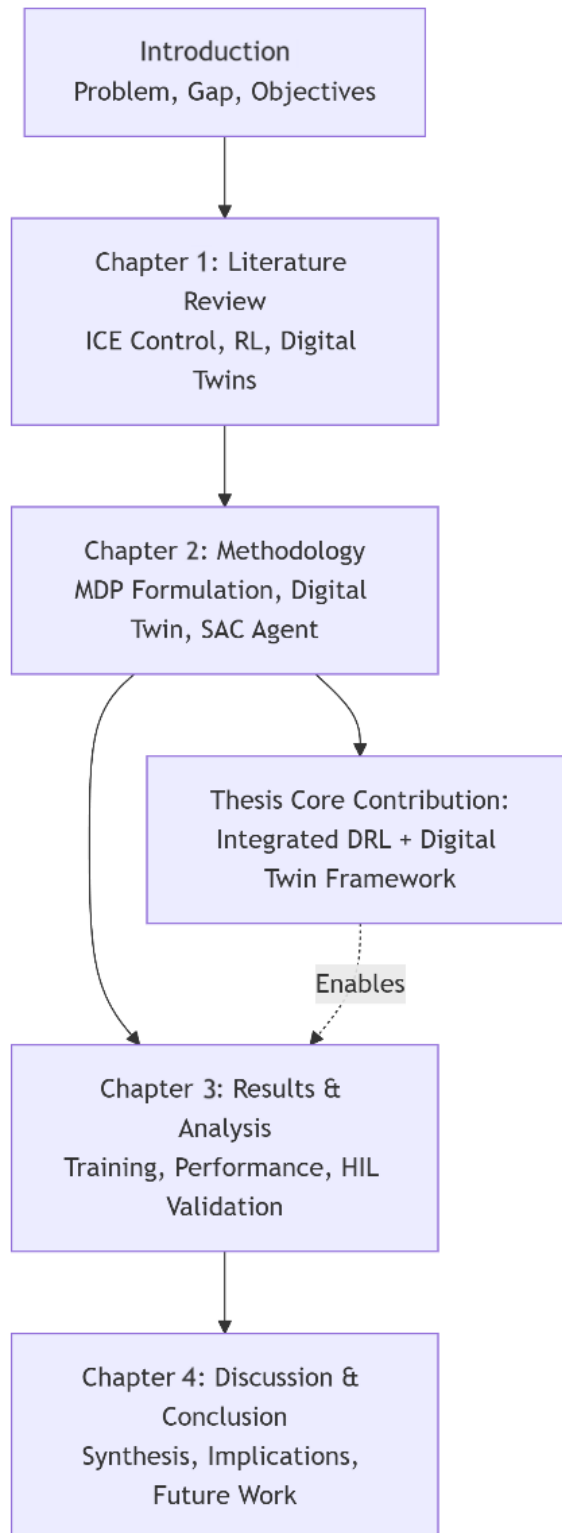 Introduction
Problem, Gap, Objectives
Chapter 1: Literature
Review
ICE Control, RL, Digital
Twins
Chapter 2: Methodology
MDP Formulation, Digital
Twin, SAC Agent
Thesis Core Contribution:
Integrated DRL + Digital
Twin Framework
Enables
Chapter 3: Results &
Analysis
Training, Performance, HIL
Validation
Chapter 4: Discussion &
Conclusion
Synthesis, Implications,
Future Work